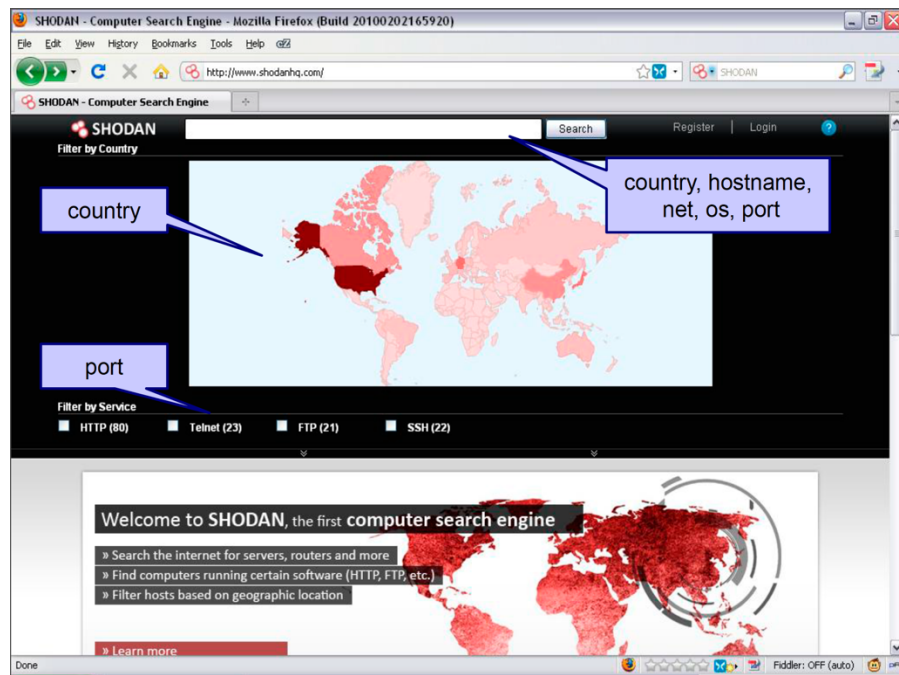 SHODAN - Computer Search Engine - Mozilla Firefox (Build 20100202165920)
File Edit View History Bookmarks Tools Help
http://www.shodanhq.com/
SHODAN
SHODAN - Computer Search Engine
SHODAN
Search
Register | Login
?
Filter by Country
country, hostname,
net, os, port
country
port
Filter by Service
HTTP (80)
Telnet (23)
FTP (21)
SSH (22)
Welcome to SHODAN, the first computer search engine
» Search the internet for servers, routers and more
» Find computers running certain software (HTTP, FTP, etc.)
» Filter hosts based on geographic location
» Learn more
Done
Fiddler: OFF (auto)